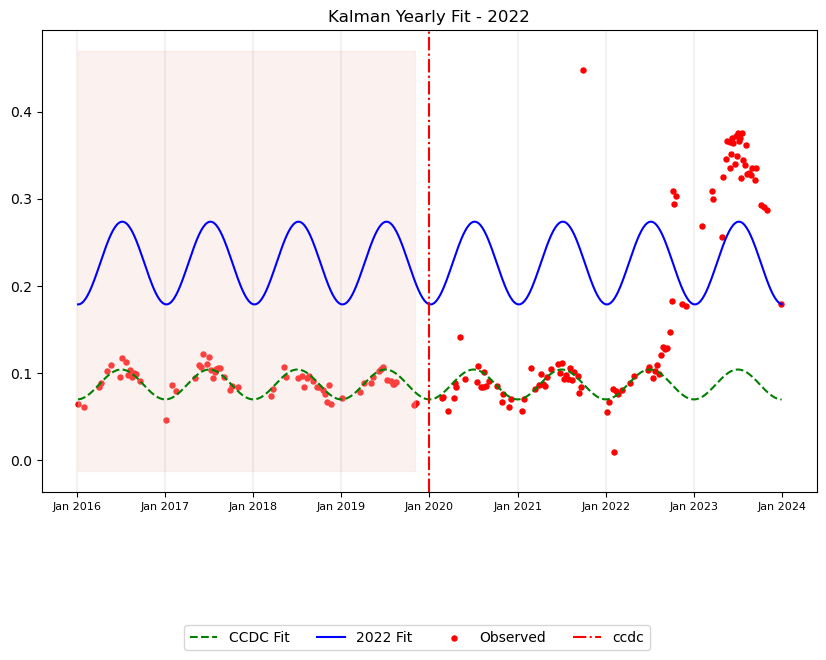 Kalman Yearly Fit - 2022
0.4
0.3
0.2
0.1
0.0
Jan 2016 Jan 2017 Jan 2018 Jan 2019 Jan 2020 Jan 2021 Jan 2022 Jan 2023 Jan 2024
CCDC Fit 2022 Fit Observed ccdc